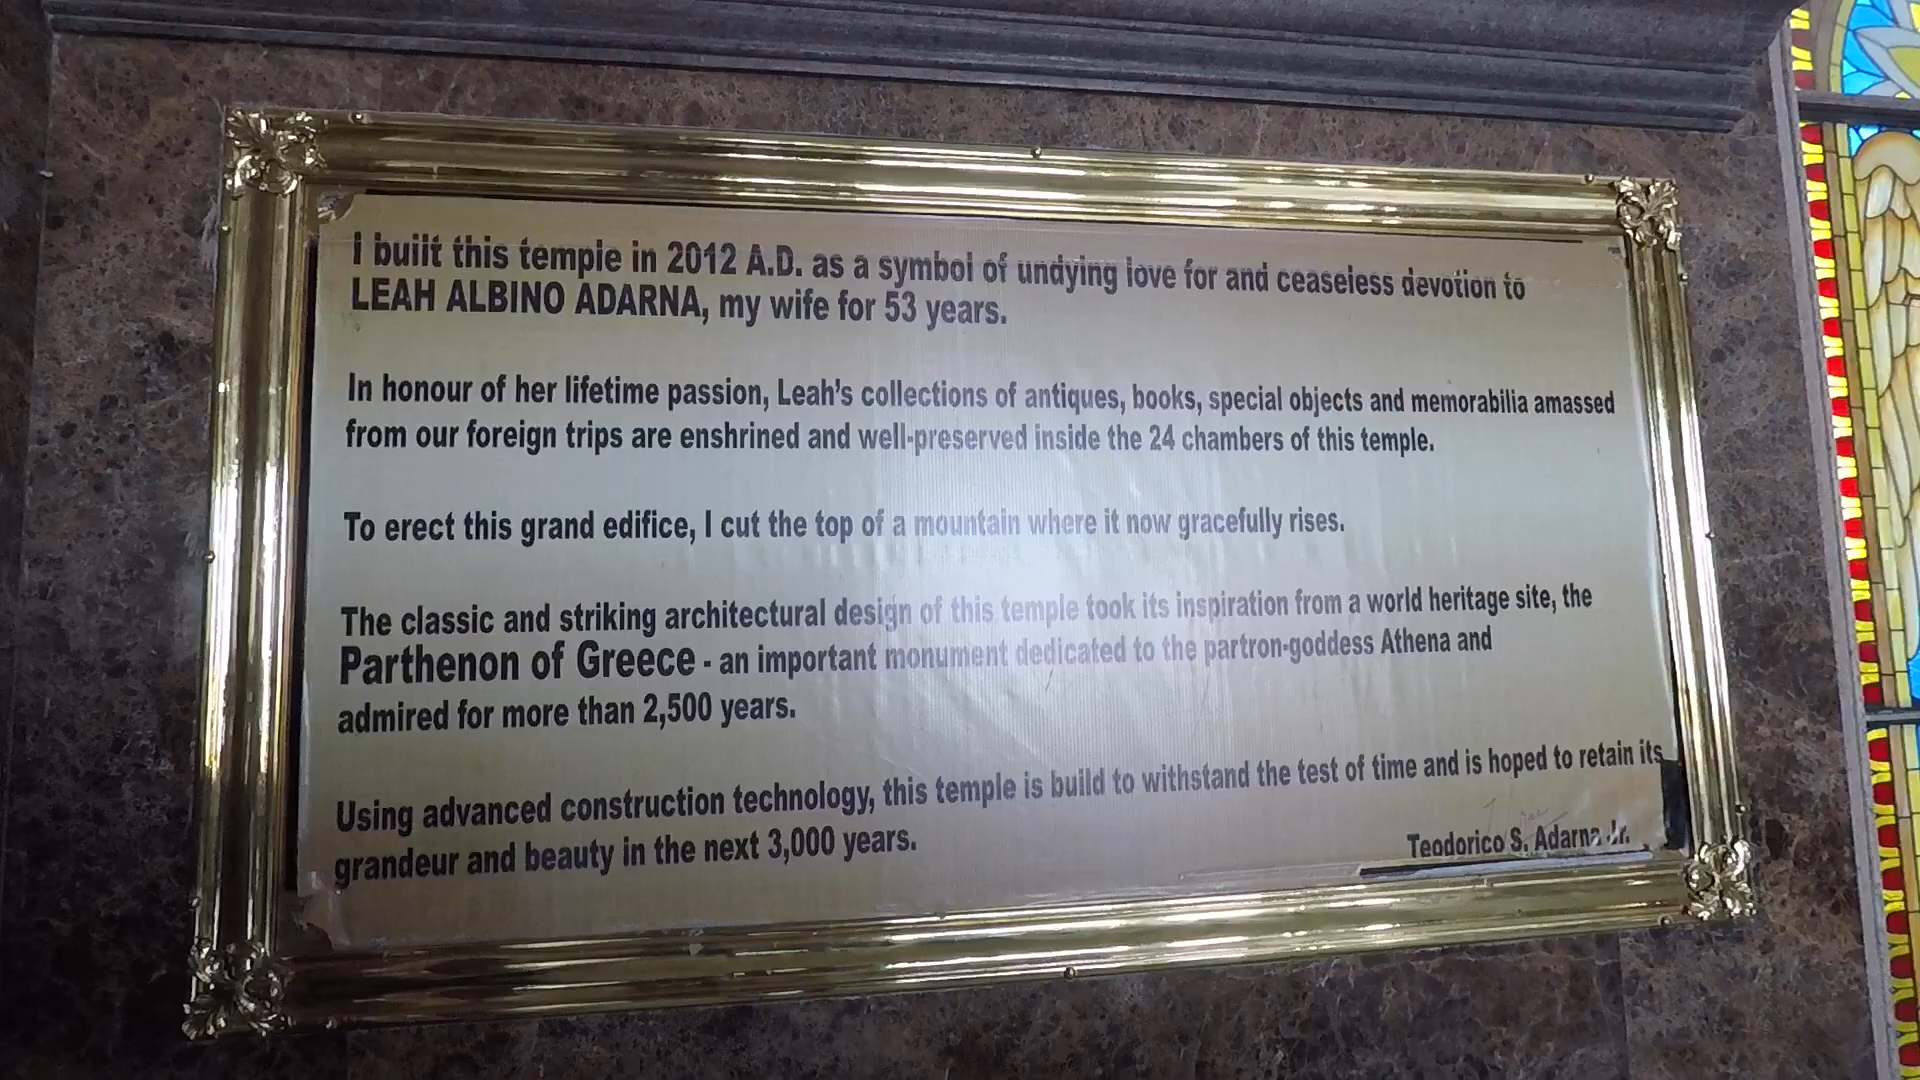 I built this temple in 2012 A.D. as a symbol of undying love for and ceaseless devotion to
LEAH ALBINO ADARNA, my wife for 53 years.
In honour of her lifetime passion, Leah's collections of antiques, books, special objects and memorabilia amassed
from our foreign trips are enshrined and well-preserved inside the 24 chambers of this temple.
To erect this grand edifice, I cut the top of a mountain where it now gracefully rises.
The classic and striking architectural design of this temple took its inspiration from a world heritage site, the
Parthenon of Greece - an important monument dedicated to the partron-goddess Athena and
admired for more than 2,500 years.
Using advanced construction technology, this temple is build to withstand the test of time and is hoped to retain its
grandeur and beauty in the next 3,000 years.
Teodorico S. Adarna Jr.